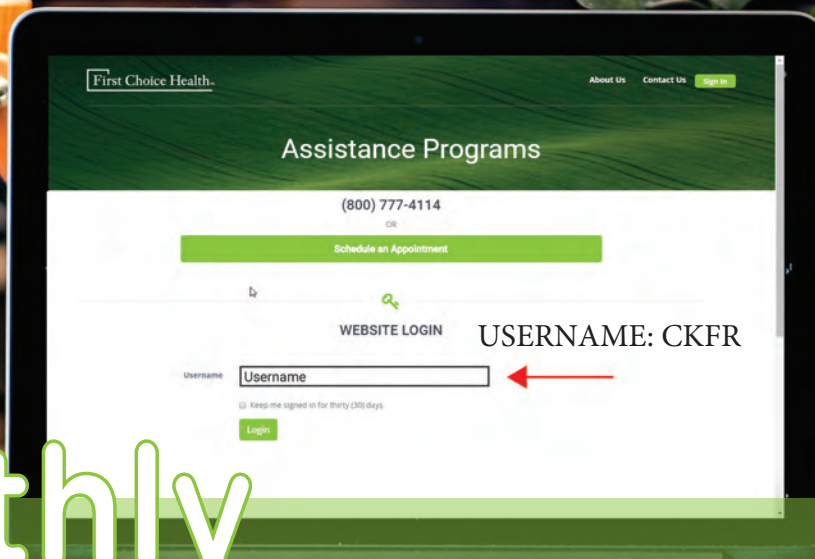 First Choice Health™
About Us Contact Us Sign In
Assistance Programs
(800) 777-4114
OR
Schedule an Appointment
WEBSITE LOGIN
USERNAME: CKFR
Username Username
Keep me signed in for thirty (30) days
Login
thly